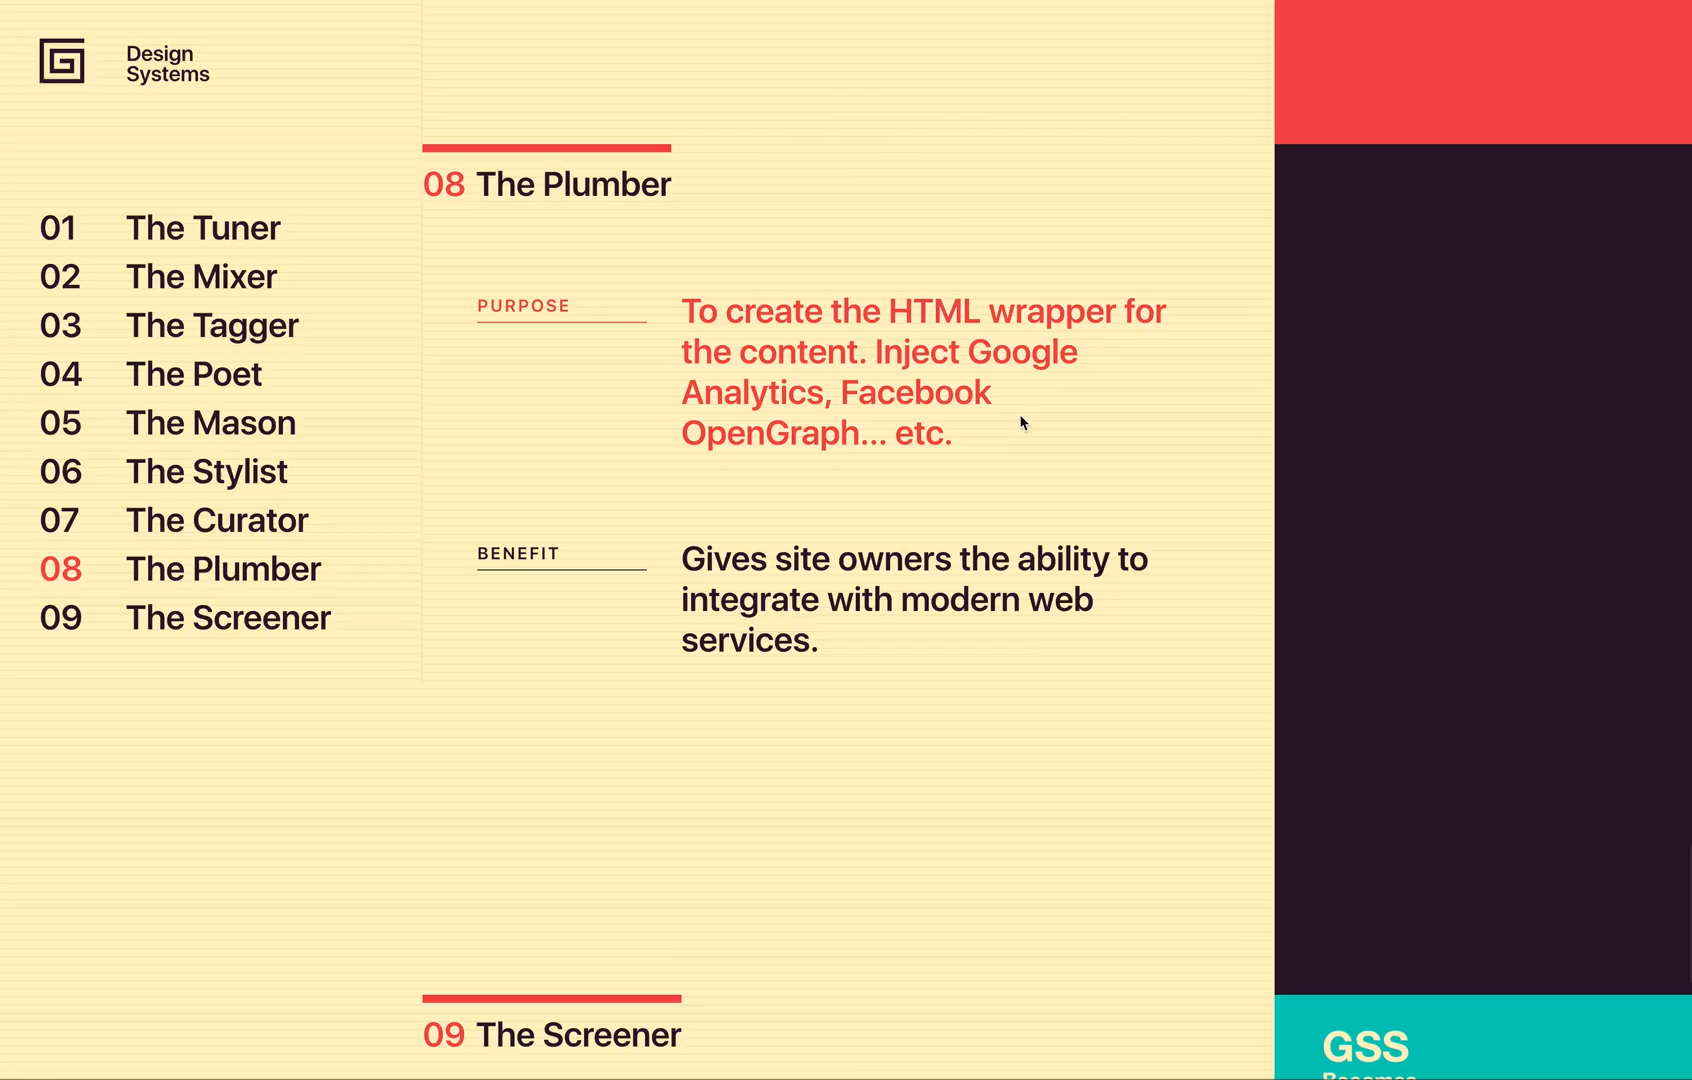 Design
Systems
01 The Tuner
02 The Mixer
03 The Tagger
04 The Poet
05 The Mason
06 The Stylist
07 The Curator
08 The Plumber
09 The Screener
08 The Plumber
PURPOSE
To create the HTML wrapper for
the content. Inject Google
Analytics, Facebook
OpenGraph... etc.
BENEFIT
Gives site owners the ability to
integrate with modern web
services.
09 The Screener
GSS